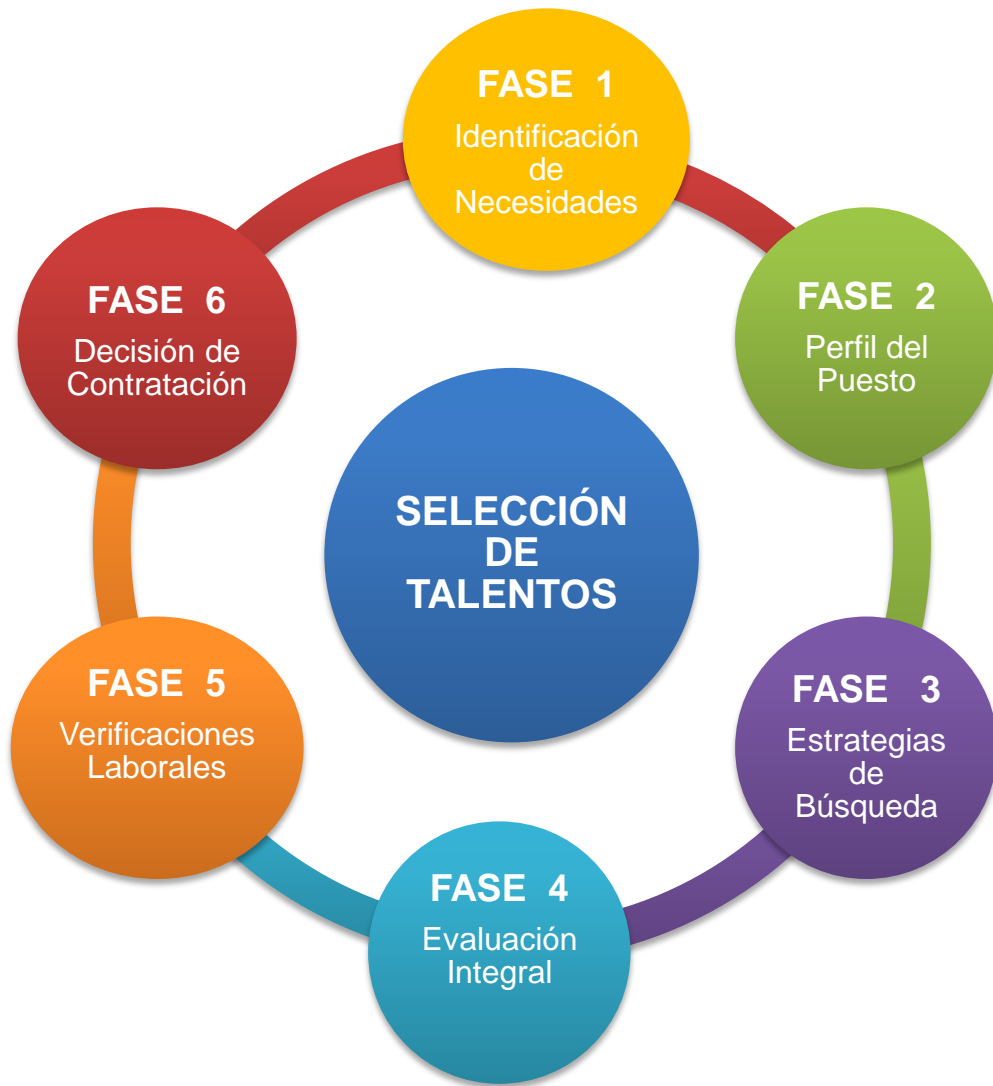 FASE 1
Identificación
de
Necesidades
FASE 2
Perfil del
Puesto
FASE 3
Estrategias
de
Búsqueda
FASE 4
Evaluación
Integral
FASE 5
Verificaciones
Laborales
FASE 6
Decisión de
Contratación
SELECCIÓN
DE
TALENTOS